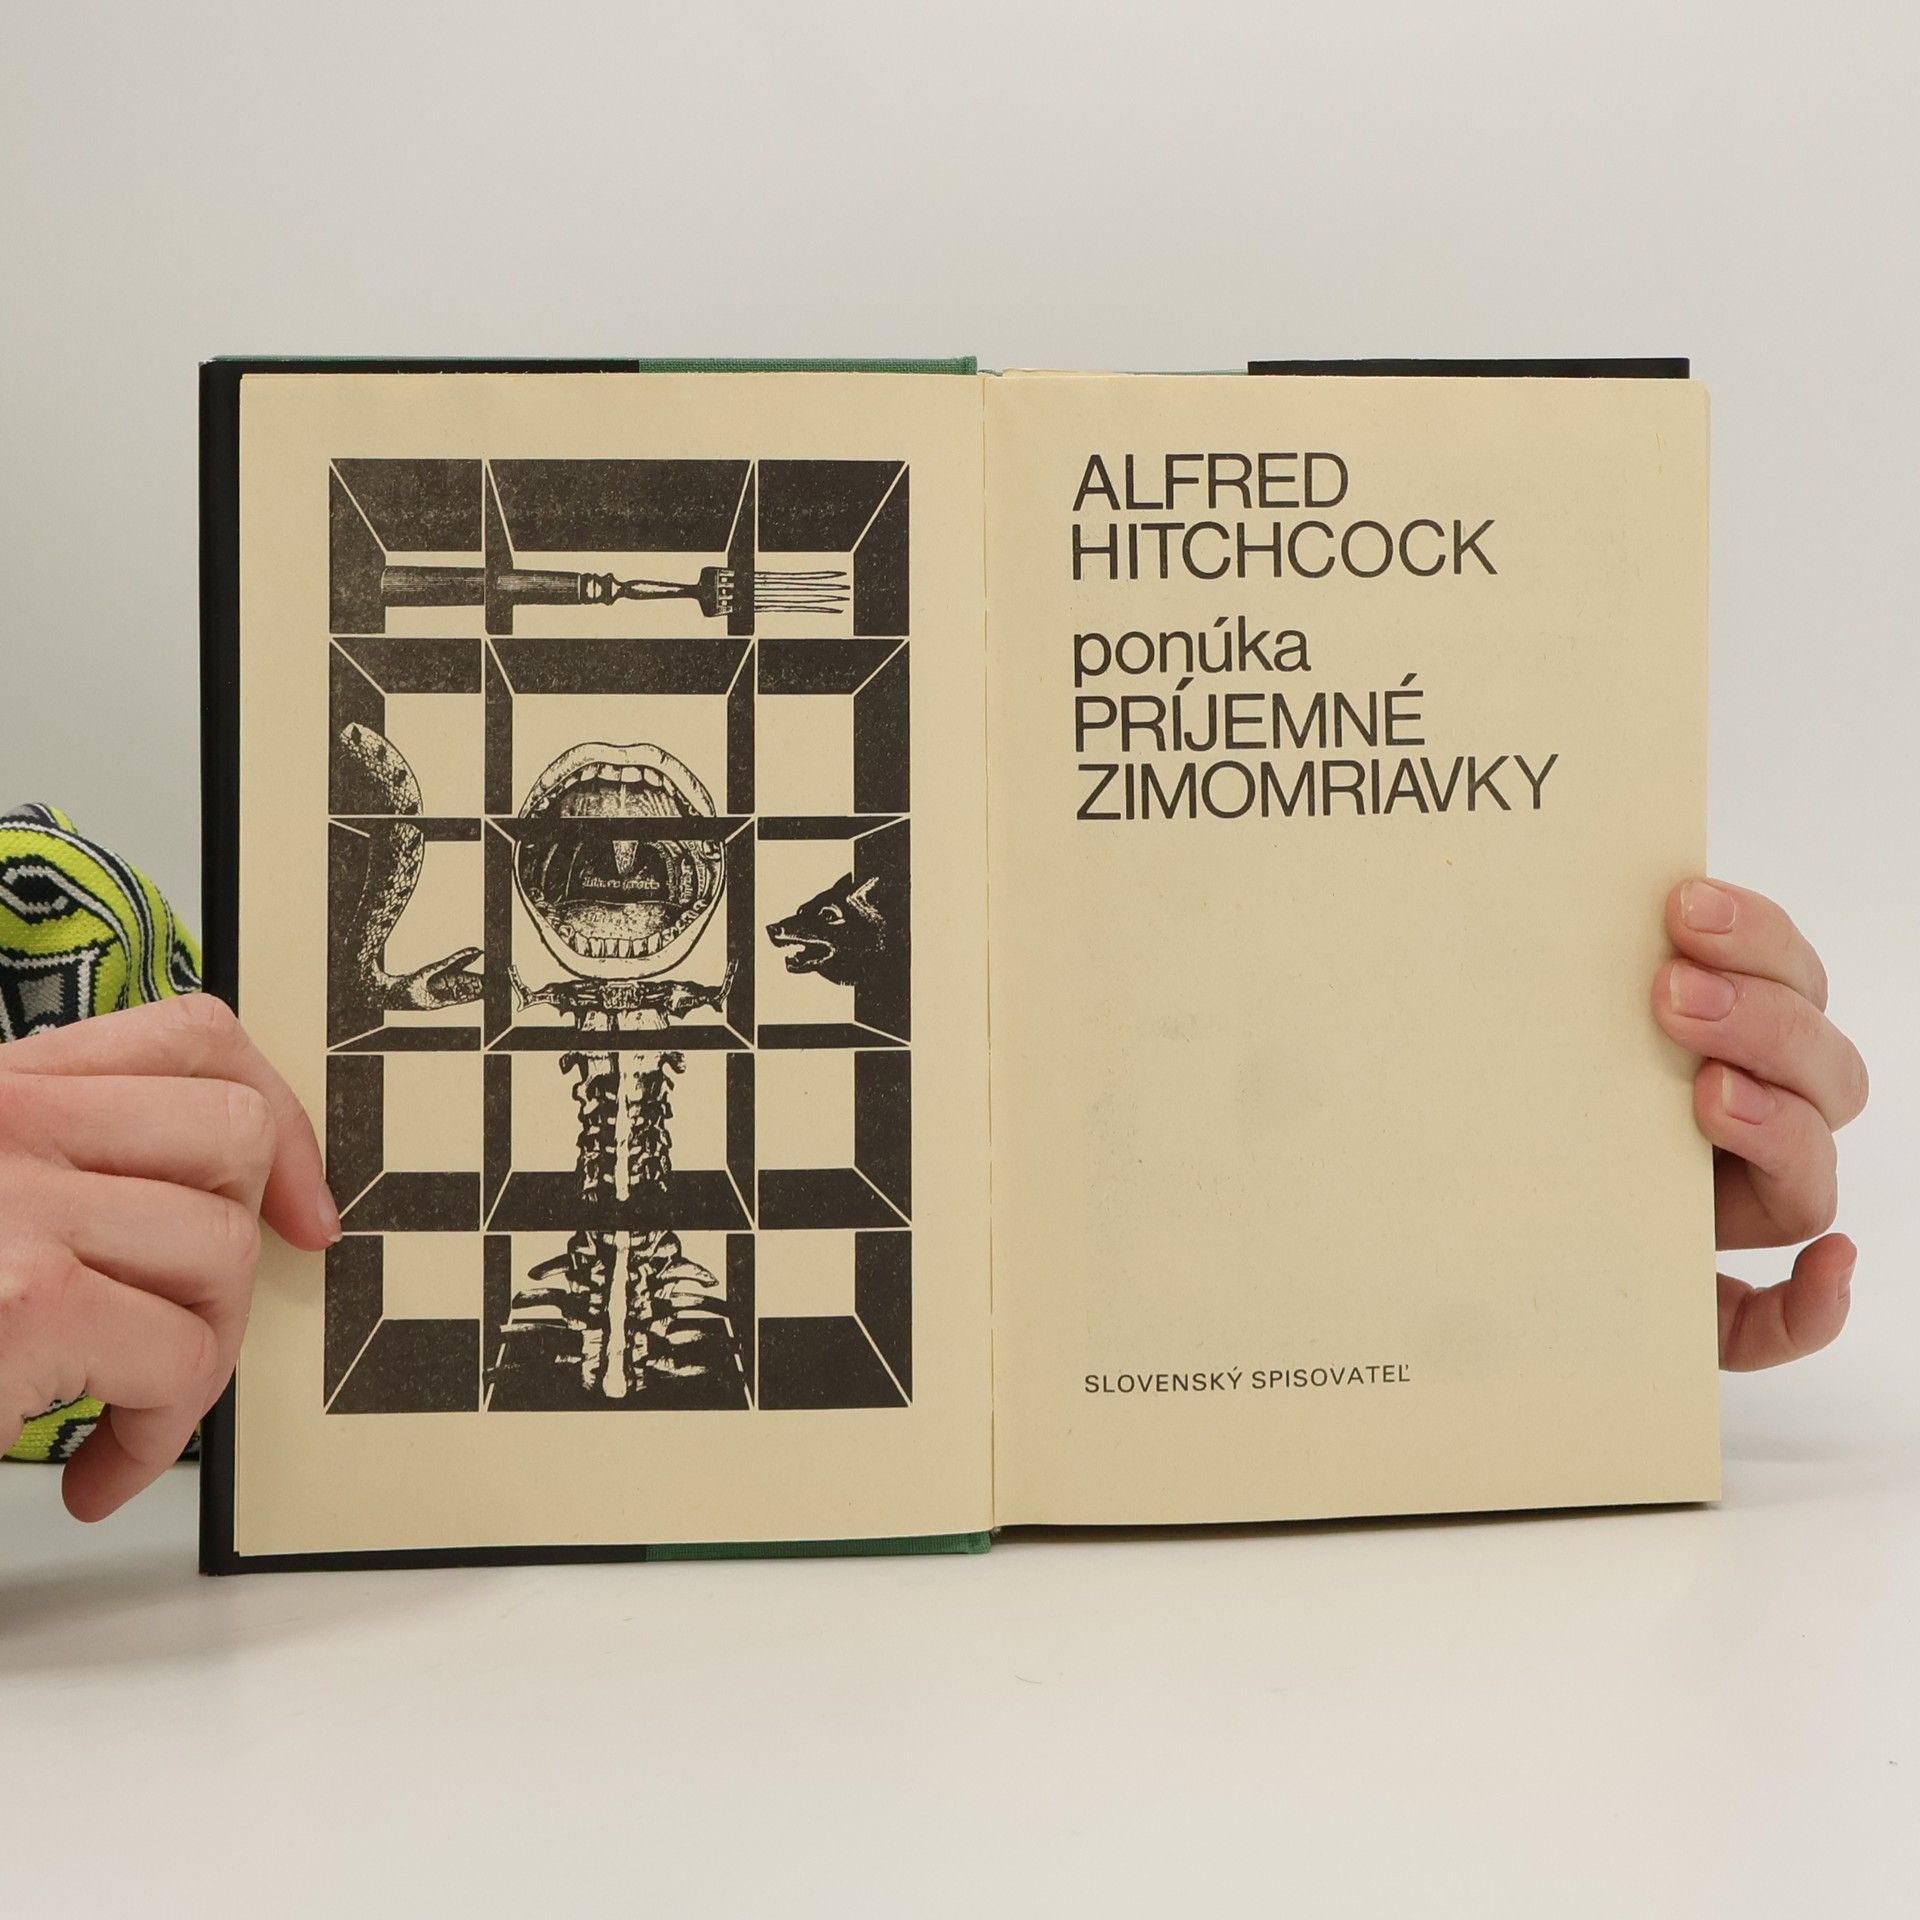 ALFRED
HITCHCOCK
ponúka
PRÍJEMNÉ
ZIMOMRIAVKY
SLOVENSKÝ SPISOVATEĽ